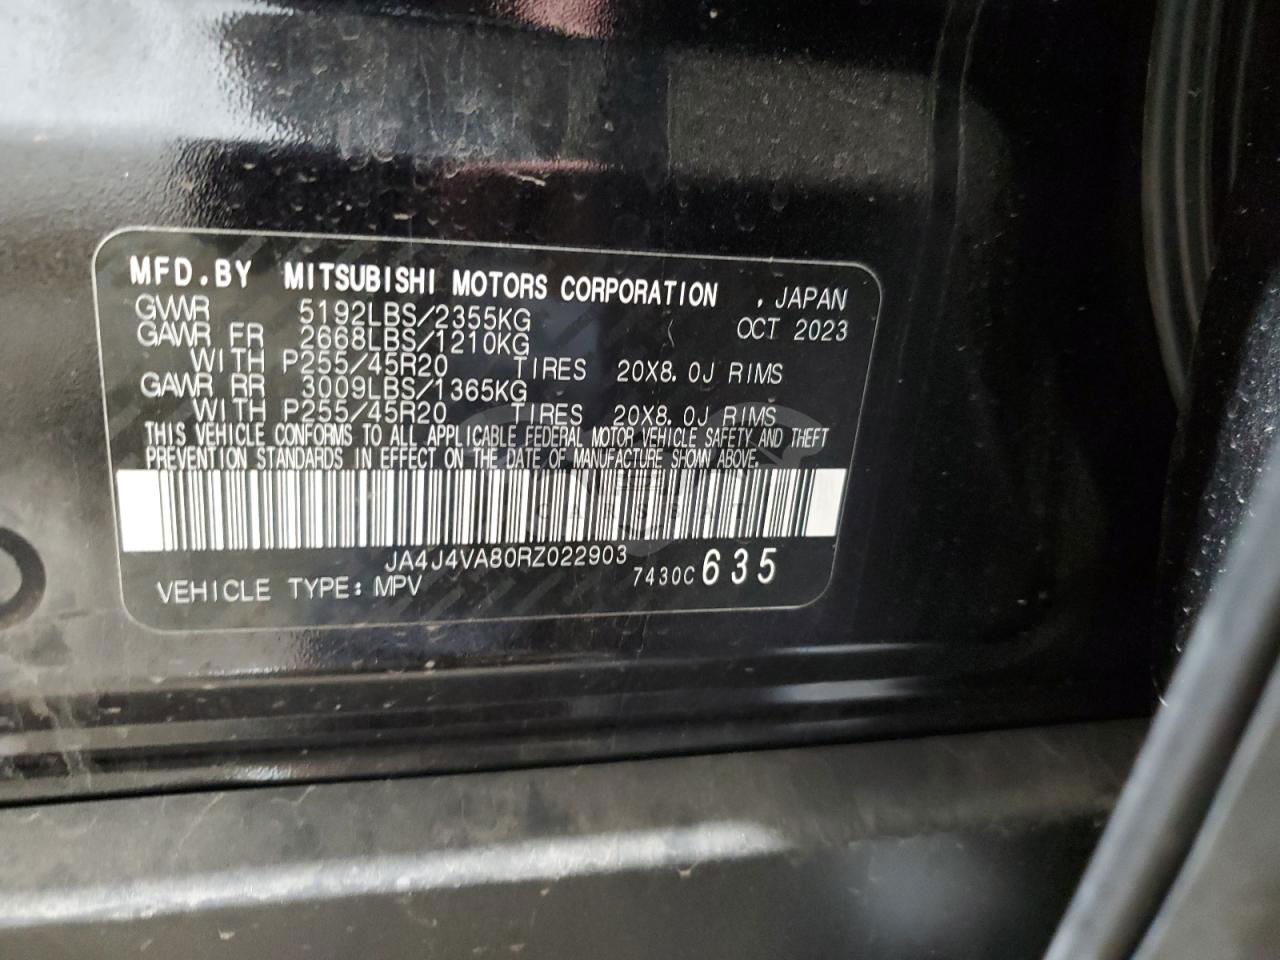 MFD.BY MITSUBISHI MOTORS CORPORATION , JAPAN
GVWR 5192LBS/2355KG OCT 2023
GAWR FR 2668LBS/1210KG
WITH P255/45R20 TIRES 20X8.0J RIMS
GAWR RR 3009LBS/1365KG
WITH P255/45R20 TIRES 20X8.0J RIMS
THIS VEHICLE CONFORMS TO ALL APPLICABLE FEDERAL MOTOR VEHICLE SAFETY AND THEFT
PREVENTION STANDARDS IN EFFECT ON THE DATE OF MANUFACTURE SHOWN ABOVE.
JA4J4VA80RZ022903
VEHICLE TYPE: MPV 7430C 635